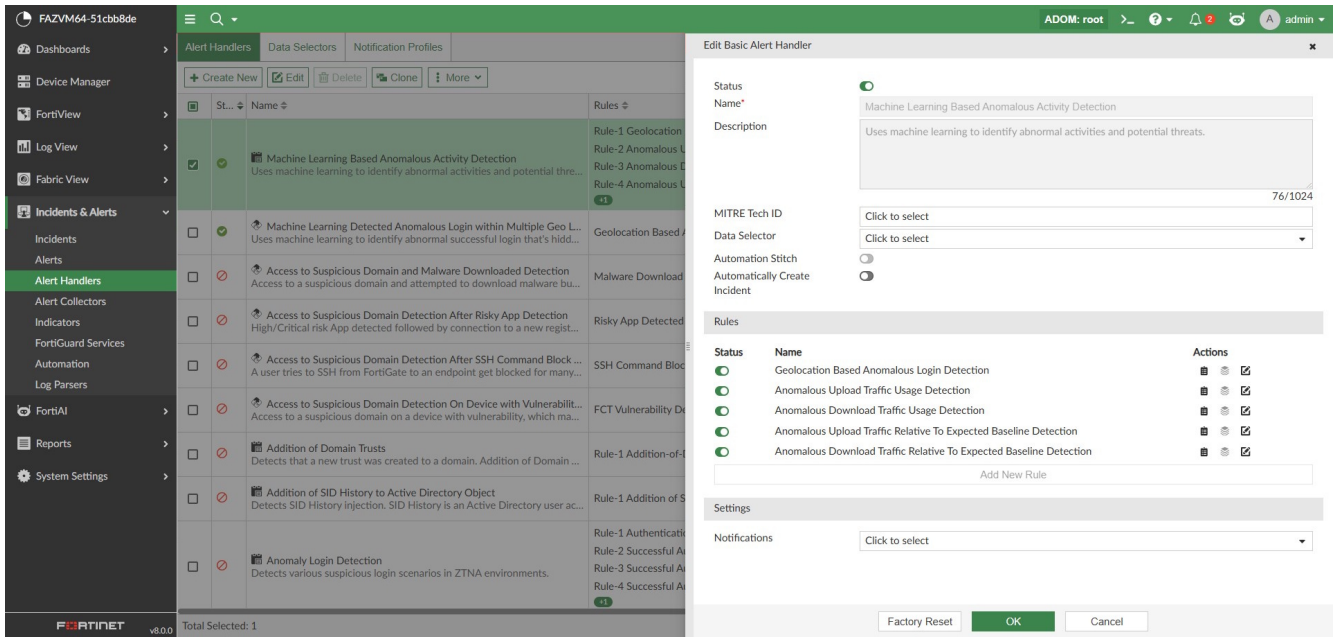 FAZVM64-51cbb8de
ADOM: root
2
A
admin
Dashboards
Device Manager
FortiView
Log View
Fabric View
Incidents & Alerts
Incidents
Alerts
Alert Handlers
Alert Collectors
Indicators
FortiGuard Services
Automation
Log Parsers
FortiAI
Reports
System Settings
FORTINET
v8.0.0
Alert Handlers Data Selectors Notification Profiles
+ Create New Edit Delete Clone More
St... Name Rules
Machine Learning Based Anomalous Activity Detection
Uses machine learning to identify abnormal activities and potential thre...
Rule-1 Geolocation
Rule-2 Anomalous U
Rule-3 Anomalous D
Rule-4 Anomalous U
+1
Machine Learning Detected Anomalous Login within Multiple Geo L...
Uses machine learning to identify abnormal successful login that's hidd...
Geolocation Based A
Access to Suspicious Domain and Malware Downloaded Detection
Access to a suspicious domain and attempted to download malware bu...
Malware Download
Access to Suspicious Domain Detection After Risky App Detection
High/Critical risk App detected followed by connection to a new regist...
Risky App Detected
Access to Suspicious Domain Detection After SSH Command Block ...
A user tries to SSH from FortiGate to an endpoint get blocked for many...
SSH Command Bloc
Access to Suspicious Domain Detection On Device with Vulnerabilit...
Access to a suspicious domain on a device with vulnerability, which ma...
FCT Vulnerability De
Addition of Domain Trusts
Detects that a new trust was created to a domain. Addition of Domain ...
Rule-1 Addition-of-D
Addition of SID History to Active Directory Object
Detects SID History injection. SID History is an Active Directory user ac...
Rule-1 Addition of S
Anomaly Login Detection
Detects various suspicious login scenarios in ZTNA environments.
Rule-1 Authenticatio
Rule-2 Successful An
Rule-3 Successful An
Rule-4 Successful An
+1
Total Selected: 1
Edit Basic Alert Handler
Status
Name* Machine Learning Based Anomalous Activity Detection
Description Uses machine learning to identify abnormal activities and potential threats.
76/1024
MITRE Tech ID Click to select
Data Selector Click to select
Automation Stitch
Automatically Create
Incident
Rules
Status Name Actions
Geolocation Based Anomalous Login Detection
Anomalous Upload Traffic Usage Detection
Anomalous Download Traffic Usage Detection
Anomalous Upload Traffic Relative To Expected Baseline Detection
Anomalous Download Traffic Relative To Expected Baseline Detection
Add New Rule
Settings
Notifications Click to select
Factory Reset OK Cancel